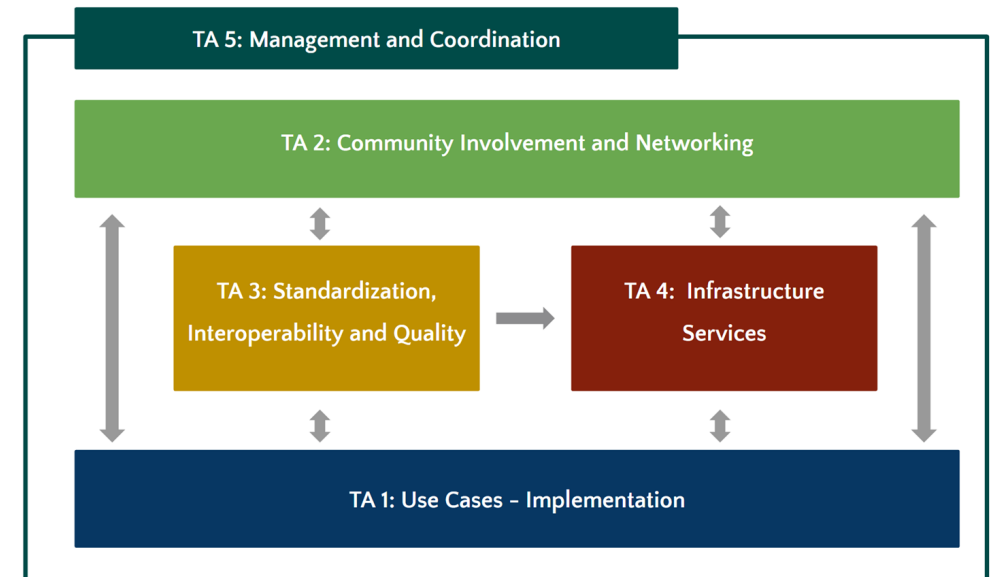 TA 5: Management and Coordination
TA 2: Community Involvement and Networking
TA 3: Standardization,
Interoperability and Quality
TA 4: Infrastructure
Services
TA 1: Use Cases – Implementation